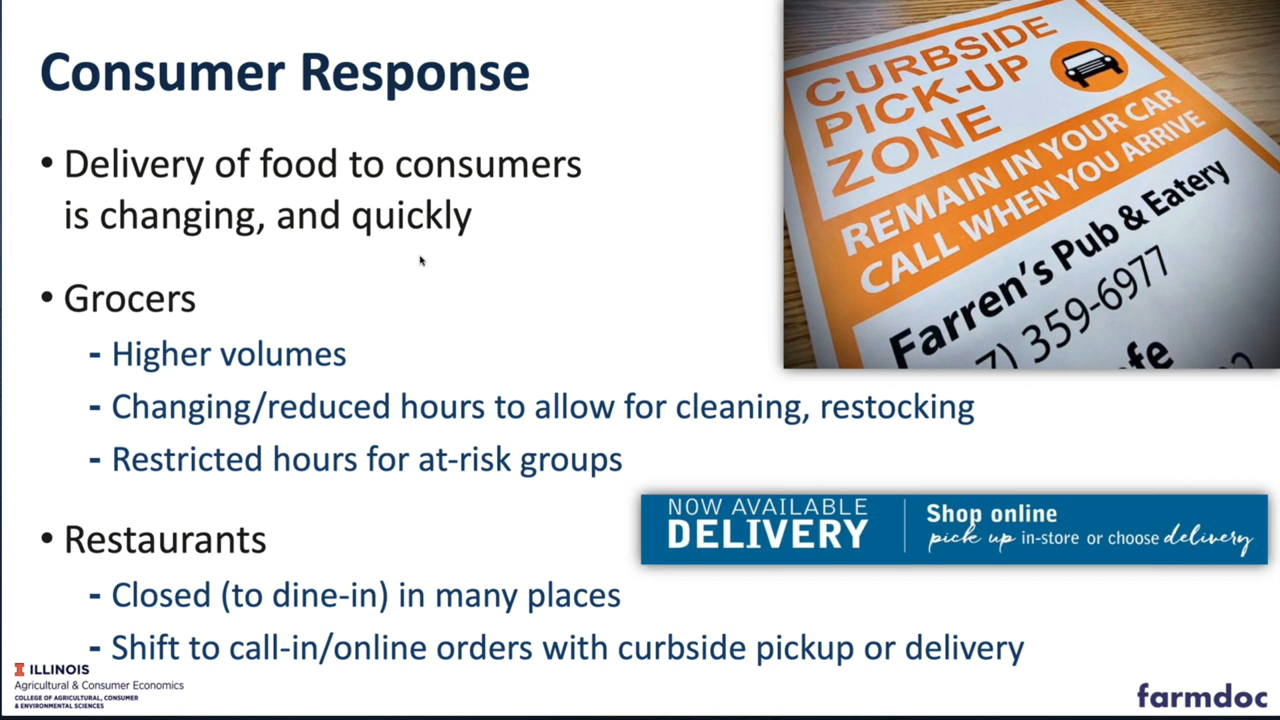 Consumer Response
• Delivery of food to consumers
is changing, and quickly
• Grocers
- Higher volumes
- Changing/reduced hours to allow for cleaning, restocking
- Restricted hours for at-risk groups
• Restaurants
- Closed (to dine-in) in many places
- Shift to call-in/online orders with curbside pickup or delivery
CURBSIDE
PICK-UP
ZONE
REMAIN IN YOUR CAR
CALL WHEN YOU ARRIVE
Farren's Pub & Eatery
7) 359-6977
NOW AVAILABLE
DELIVERY
Shop online
pick up in-store or choose delivery
ILLINOIS
Agricultural & Consumer Economics
COLLEGE OF AGRICULTURAL, CONSUMER
& ENVIRONMENTAL SCIENCES
farmdoc